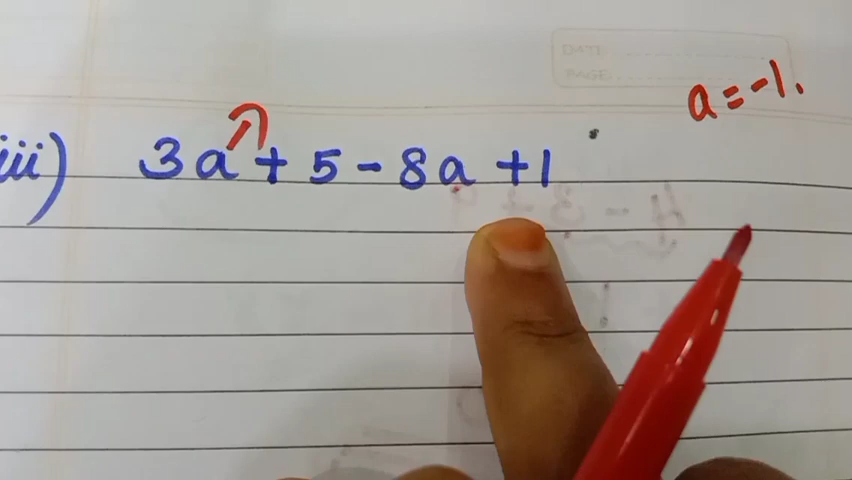 DATE
PAGE
a = -1.
iii) 3a + 5 - 8a + 1